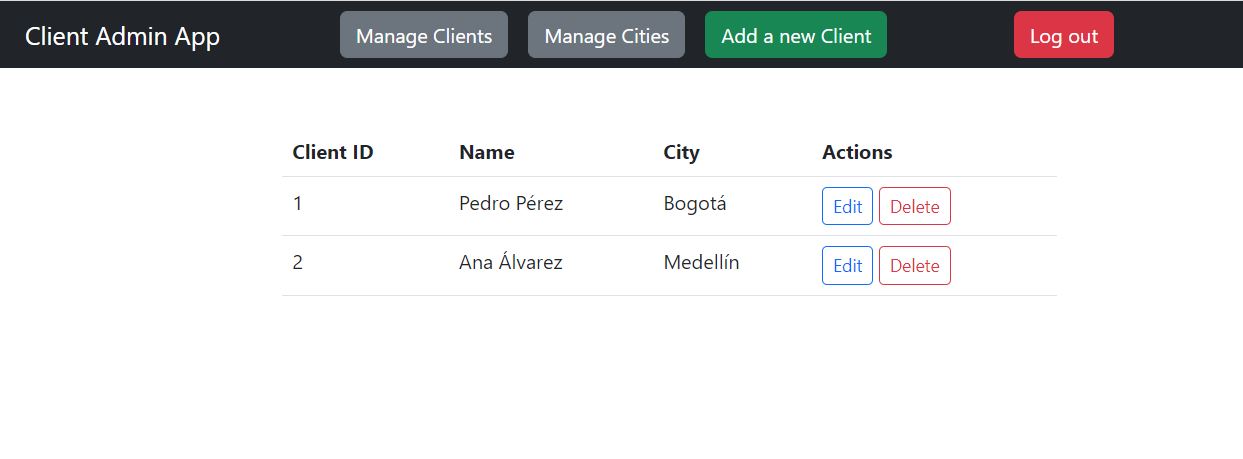 Client Admin App Manage Clients Manage Cities Add a new Client Log out
Client ID Name City Actions
1 Pedro Pérez Bogotá Edit Delete
2 Ana Álvarez Medellín Edit Delete